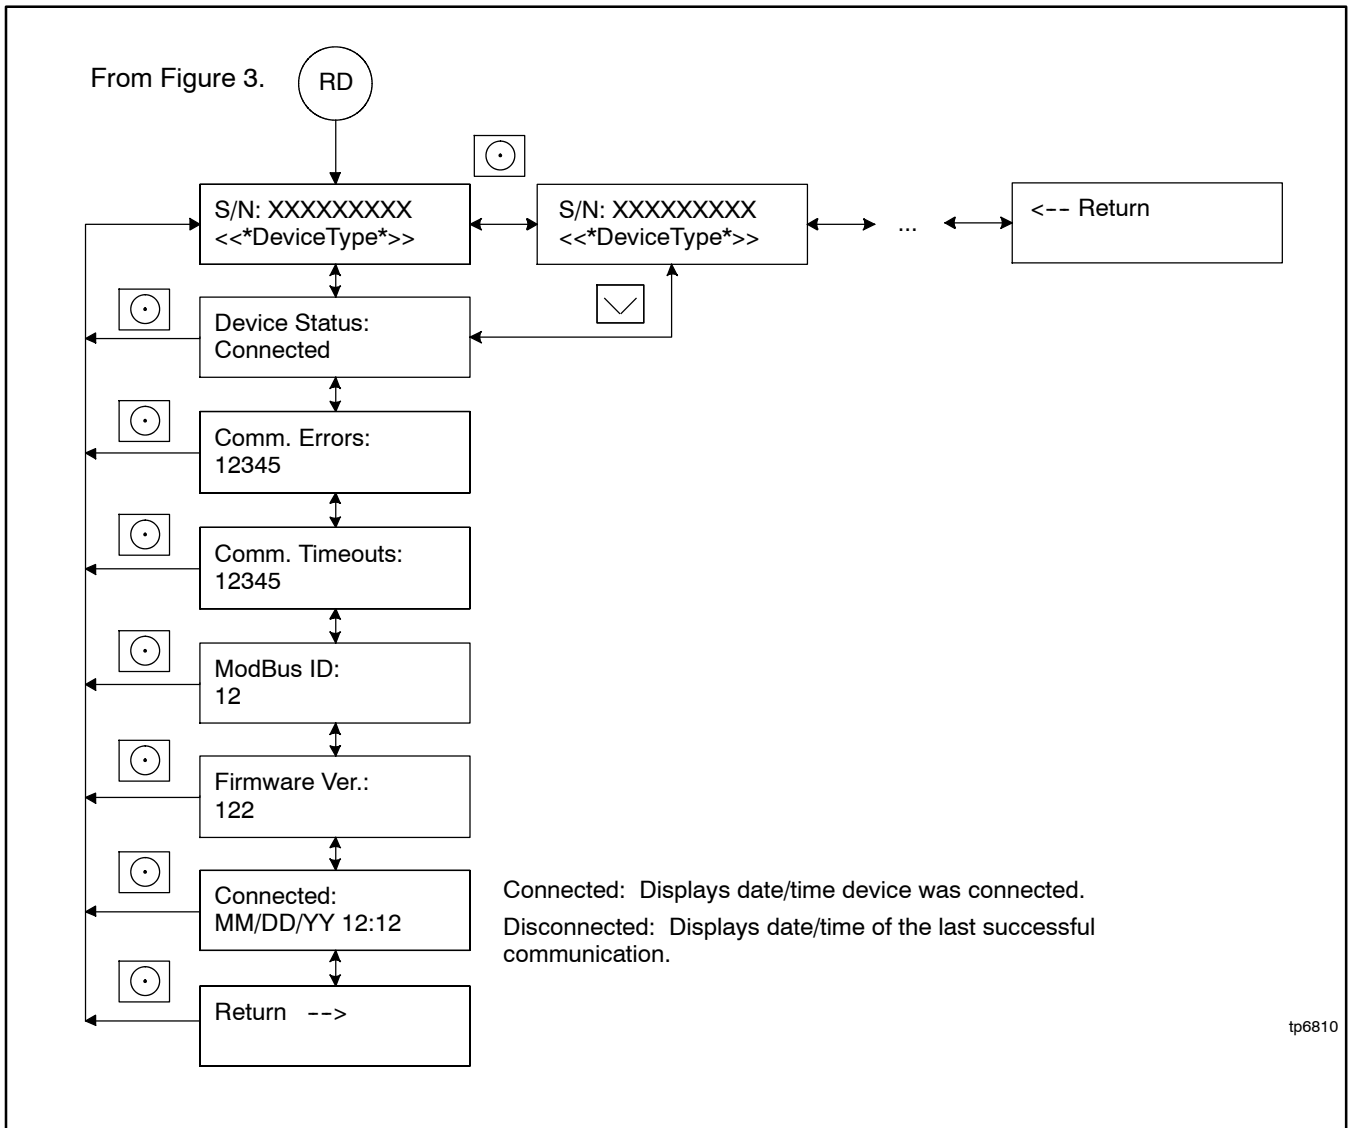 From Figure 3.
RD
S/N: XXXXXXXXX
<<*DeviceType*>>
S/N: XXXXXXXXX
<<*DeviceType*>>
...
<-- Return
Device Status:
Connected
Comm. Errors:
12345
Comm. Timeouts:
12345
ModBus ID:
12
Firmware Ver.:
122
Connected:
MM/DD/YY 12:12
Connected: Displays date/time device was connected.
Disconnected: Displays date/time of the last successful
communication.
Return -->
tp6810